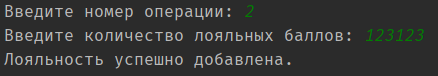 Введите номер операции: 2
Введите количество лояльных баллов: 123123
Лояльность успешно добавлена.